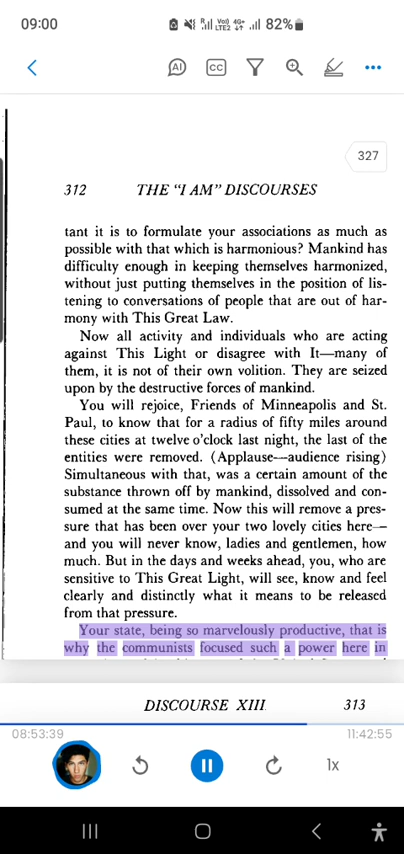 09:00
82%
AI
CC
327
312 THE “I AM” DISCOURSES
tant it is to formulate your associations as much as
possible with that which is harmonious? Mankind has
difficulty enough in keeping themselves harmonized,
without just putting themselves in the position of lis-
tening to conversations of people that are out of har-
mony with This Great Law.
Now all activity and individuals who are acting
against This Light or disagree with It—many of
them, it is not of their own volition. They are seized
upon by the destructive forces of mankind.
You will rejoice, Friends of Minneapolis and St.
Paul, to know that for a radius of fifty miles around
these cities at twelve o’clock last night, the last of the
entities were removed. (Applause—audience rising)
Simultaneous with that, was a certain amount of the
substance thrown off by mankind, dissolved and con-
sumed at the same time. Now this will remove a pres-
sure that has been over your two lovely cities here—
and you will never know, ladies and gentlemen, how
much. But in the days and weeks ahead, you, who are
sensitive to This Great Light, will see, know and feel
clearly and distinctly what it means to be released
from that pressure.
Your state, being so marvelously productive, that is
why the communists focused such a power here in
DISCOURSE XIII 313
08:53:39 11:42:55
1x